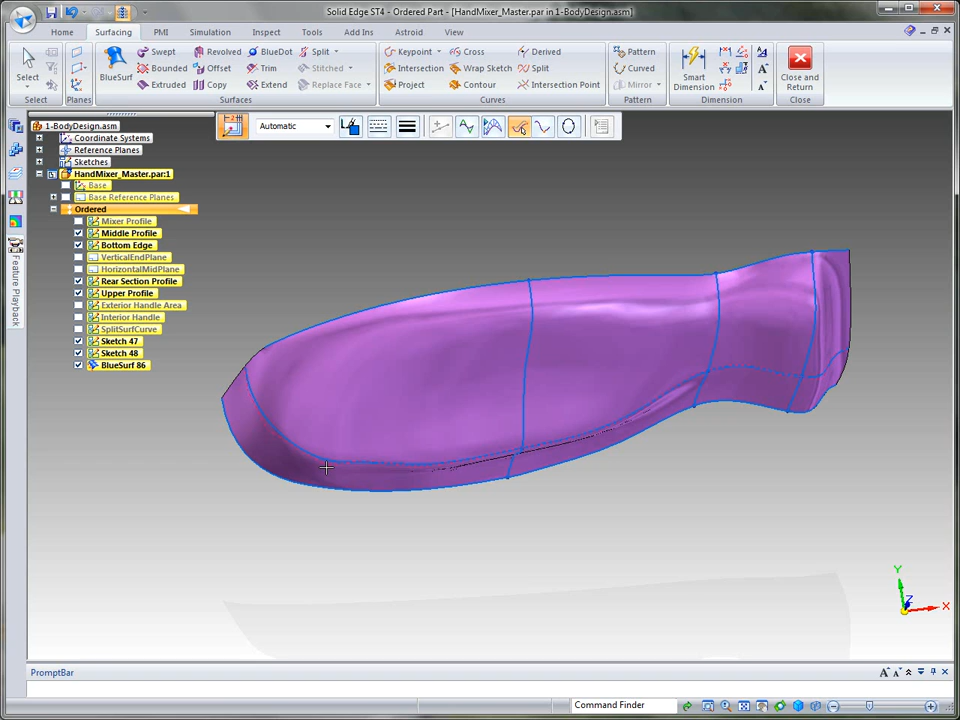 Solid Edge ST4 - Ordered Part - [HandMixer_Master.par in 1-BodyDesign.asm]
Home Surfacing PMI Simulation Inspect Tools Add Ins Astroid View
Select
Select
Planes
BlueSurf
Swept Revolved BlueDot Split
Bounded Offset Trim Stitched
Extruded Copy Extend Replace Face
Surfaces
Keypoint Cross Derived
Intersection Wrap Sketch Split
Project Contour Intersection Point
Curves
Pattern
Curved
Mirror
Pattern
Smart
Dimension
Dimension
Close and
Return
Close
Automatic
1-BodyDesign.asm
Coordinate Systems
Reference Planes
Sketches
HandMixer_Master.par:1
Base
Base Reference Planes
Ordered
Mixer Profile
Middle Profile
Bottom Edge
VerticalEndPlane
HorizontalMidPlane
Rear Section Profile
Upper Profile
Exterior Handle Area
Interior Handle
SplitSurfCurve
Sketch 47
Sketch 48
BlueSurf 86
Feature Playback
Y
Z
X
PromptBar
Command Finder